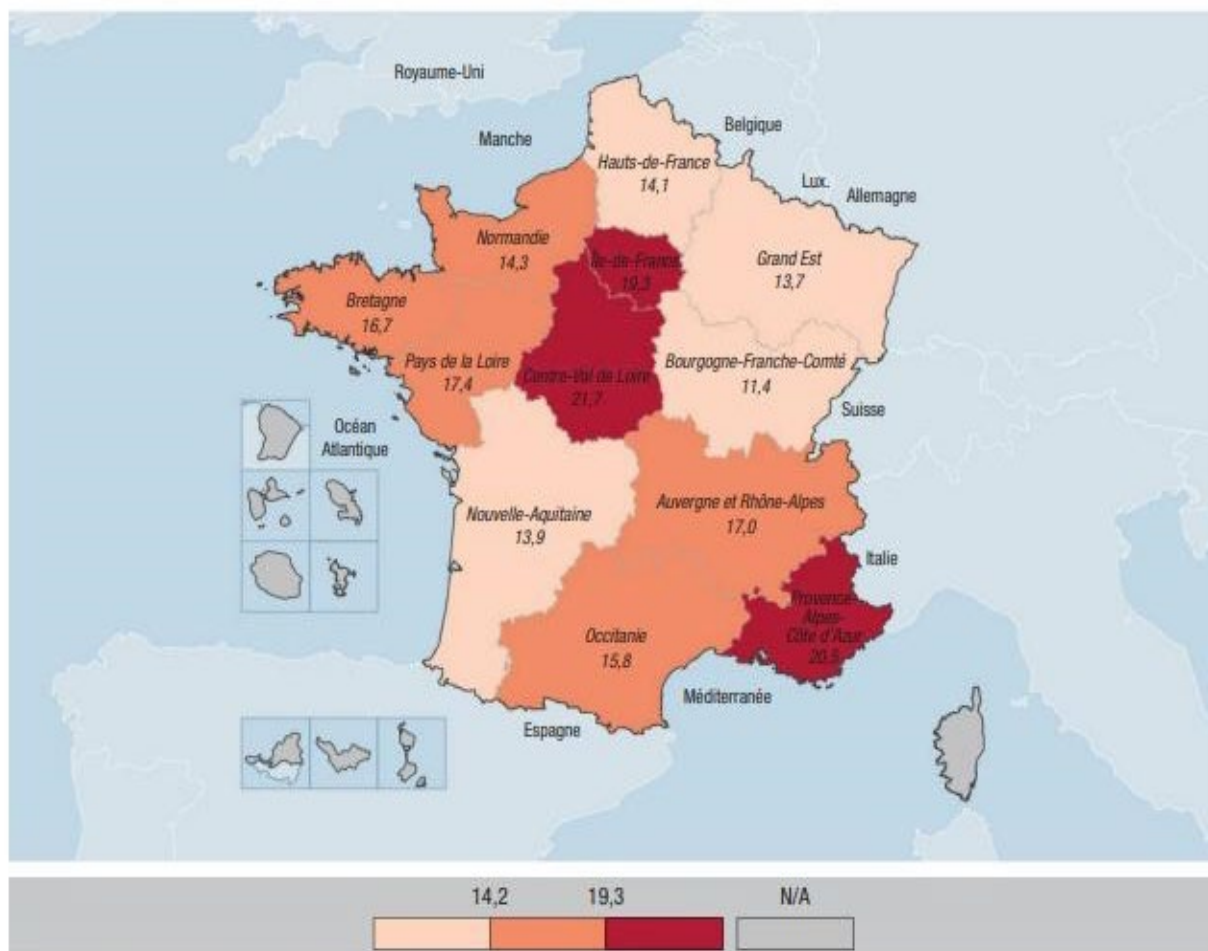 Royaume-Uni
Manche
Belgique
Hauts-de-France
14,1
Lux.
Allemagne
Normandie
14,3
Île-de-France
19,3
Grand Est
13,7
Bretagne
16,7
Pays de la Loire
17,4
Centre-Val de Loire
21,7
Bourgogne-Franche-Comté
11,4
Suisse
Océan
Atlantique
Nouvelle-Aquitaine
13,9
Auvergne et Rhône-Alpes
17,0
Italie
Provence-
Alpes-
Côte d'Azur
20,5
Occitanie
15,8
Méditerranée
Espagne
14,2
19,3
N/A